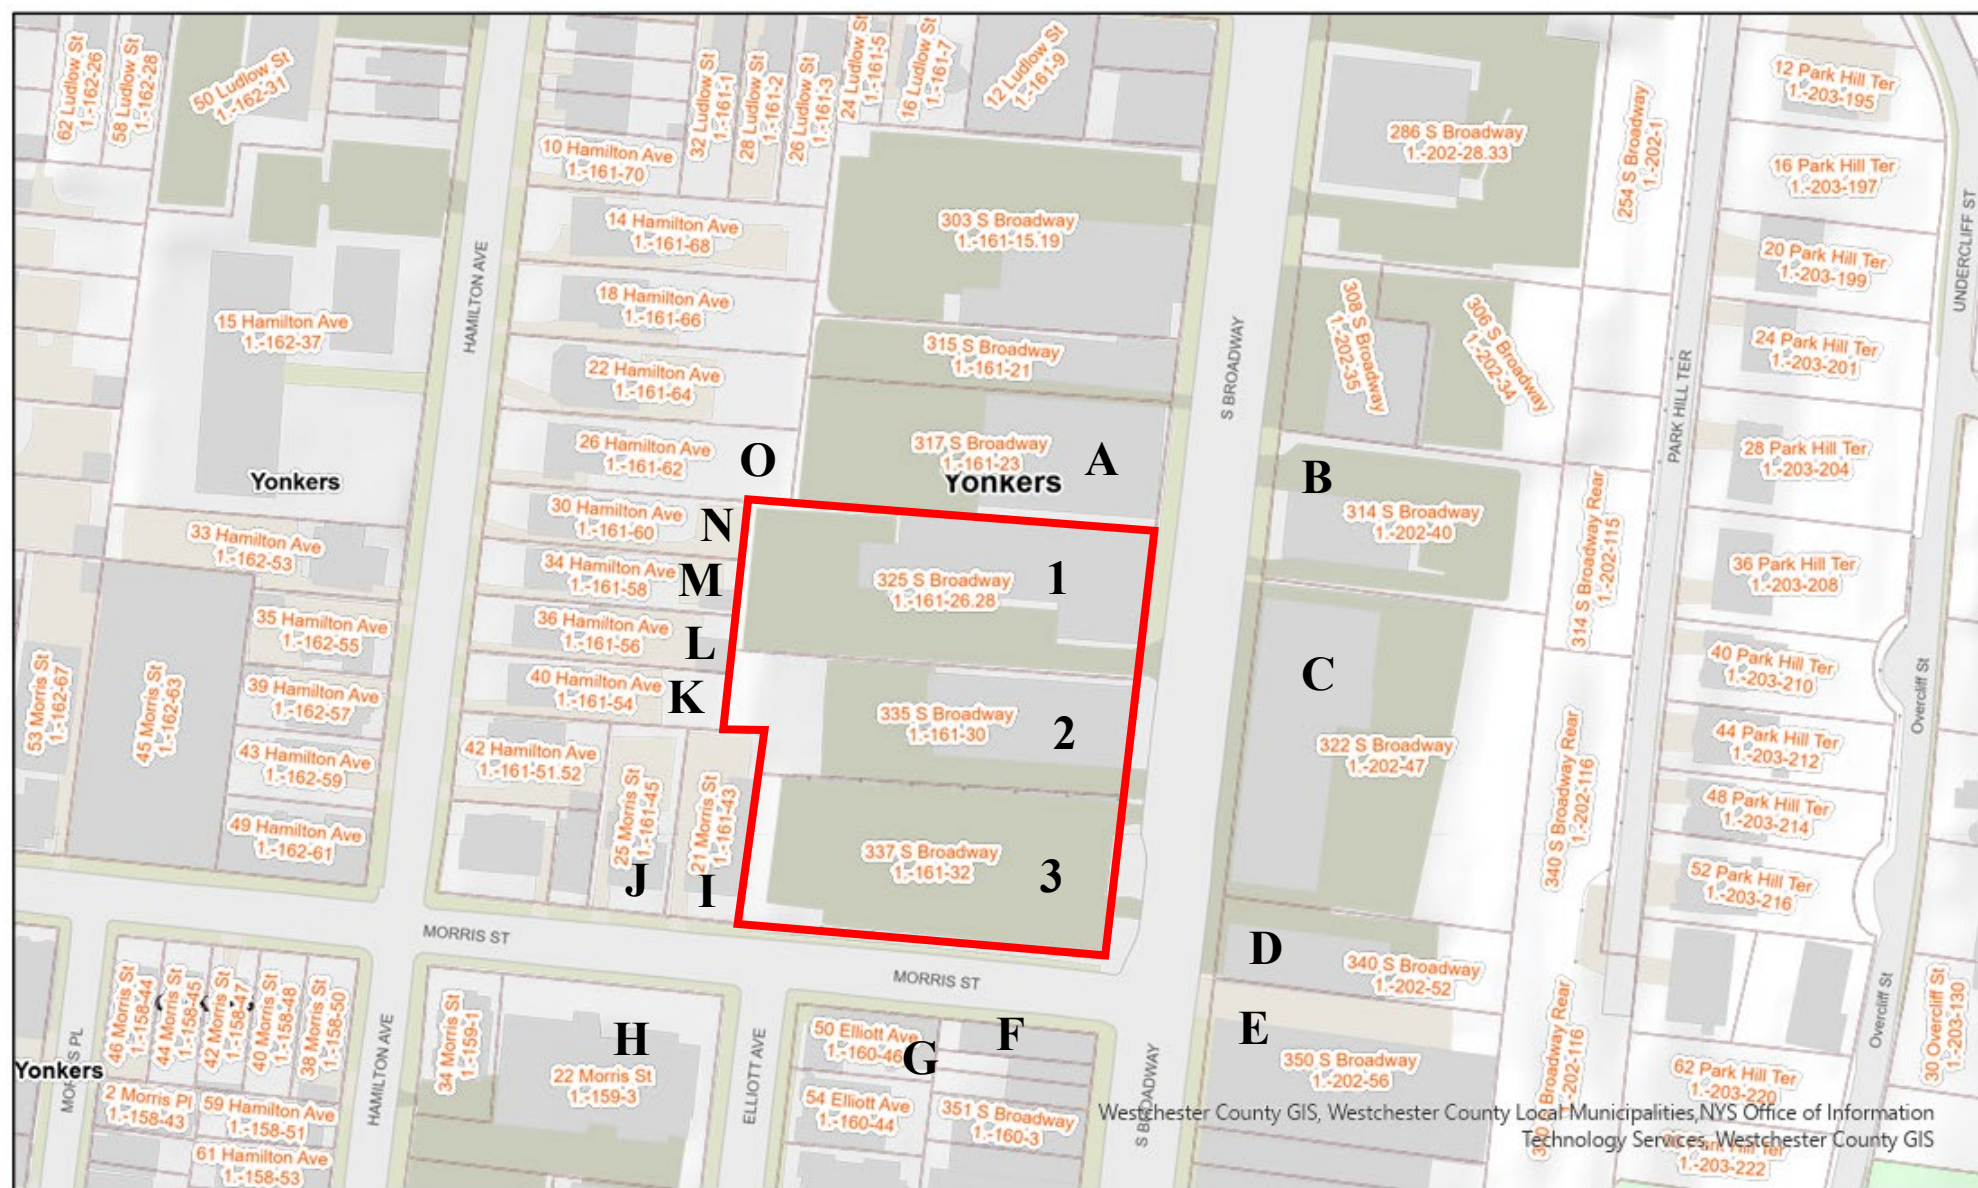 62 Ludlow St
1.-162-26
58 Ludlow St
1.-162-28
50 Ludlow St
1.-162-31
32 Ludlow St
1.-161-1
28 Ludlow St
1.-161-2
26 Ludlow St
1.-161-3
24 Ludlow St
1.-161-5
16 Ludlow St
1.-161-7
12 Ludlow St
1.-161-9
10 Hamilton Ave
1.-161-70
14 Hamilton Ave
1.-161-68
18 Hamilton Ave
1.-161-66
22 Hamilton Ave
1.-161-64
26 Hamilton Ave
1.-161-62
30 Hamilton Ave
1.-161-60
34 Hamilton Ave
1.-161-58
36 Hamilton Ave
1.-161-56
40 Hamilton Ave
1.-161-54
42 Hamilton Ave
1.-161-51.52
25 Morris St
1.-161-45
21 Morris St
1.-161-43
O
N
M
L
K
J
I
HAMILTON AVE
15 Hamilton Ave
1.-162-37
Yonkers
33 Hamilton Ave
1.-162-53
35 Hamilton Ave
1.-162-55
39 Hamilton Ave
1.-162-57
43 Hamilton Ave
1.-162-59
49 Hamilton Ave
1.-162-61
53 Morris St
1.-162-67
45 Morris St
1.-162-63
303 S Broadway
1.-161-15.19
315 S Broadway
1.-161-21
317 S Broadway
1.-161-23
A
Yonkers
325 S Broadway
1.-161-26.28
1
335 S Broadway
1.-161-30
2
337 S Broadway
1.-161-32
3
S BROADWAY
286 S Broadway
1.-202-28.33
254 S Broadway
1.-202-1
308 S Broadway
1.-202-35
306 S Broadway
1.-202-34
B
314 S Broadway
1.-202-40
314 S Broadway Rear
1.-202-115
C
322 S Broadway
1.-202-47
340 S Broadway Rear
1.-202-116
D
340 S Broadway
1.-202-52
E
350 S Broadway
1.-202-56
Broadway Rear
1.-202-116
PARK HILL TER
12 Park Hill Ter
1.-203-195
16 Park Hill Ter
1.-203-197
20 Park Hill Ter
1.-203-199
24 Park Hill Ter
1.-203-201
28 Park Hill Ter
1.-203-204
36 Park Hill Ter
1.-203-208
40 Park Hill Ter
1.-203-210
44 Park Hill Ter
1.-203-212
48 Park Hill Ter
1.-203-214
52 Park Hill Ter
1.-203-216
62 Park Hill Ter
1.-203-220
1.-203-222
UNDERCLIFF ST
Overcliff St
Overcliff St
30 Overcliff St
1.-203-130
MORRIS ST
MORRIS ST
46 Morris St
1.-158-44
44 Morris St
1.-158-45
42 Morris St
1.-158-47
40 Morris St
1.-158-48
38 Morris St
1.-158-50
Yonkers
2 Morris Pl
1.-158-43
59 Hamilton Ave
1.-158-51
61 Hamilton Ave
1.-158-53
HAMILTON AVE
34 Morris St
1.-159-1
H
22 Morris St
1.-159-3
ELLIOTT AVE
50 Elliott Ave
1.-160-46
G
F
54 Elliott Ave
1.-160-44
351 S Broadway
1.-160-3
S BROADWAY
Westchester County GIS, Westchester County Local Municipalities,NYS Office of Information
Technology Services, Westchester County GIS